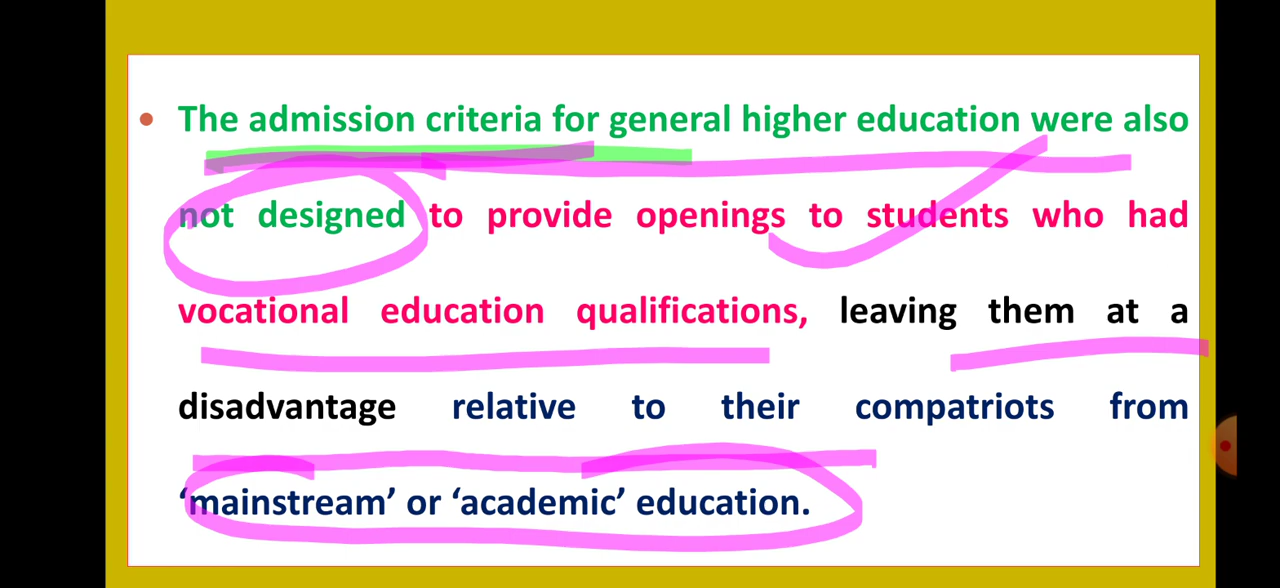 • The admission criteria for general higher education were also
not designed to provide openings to students who had
vocational education qualifications, leaving them at a
disadvantage relative to their compatriots from
‘mainstream’ or ‘academic’ education.